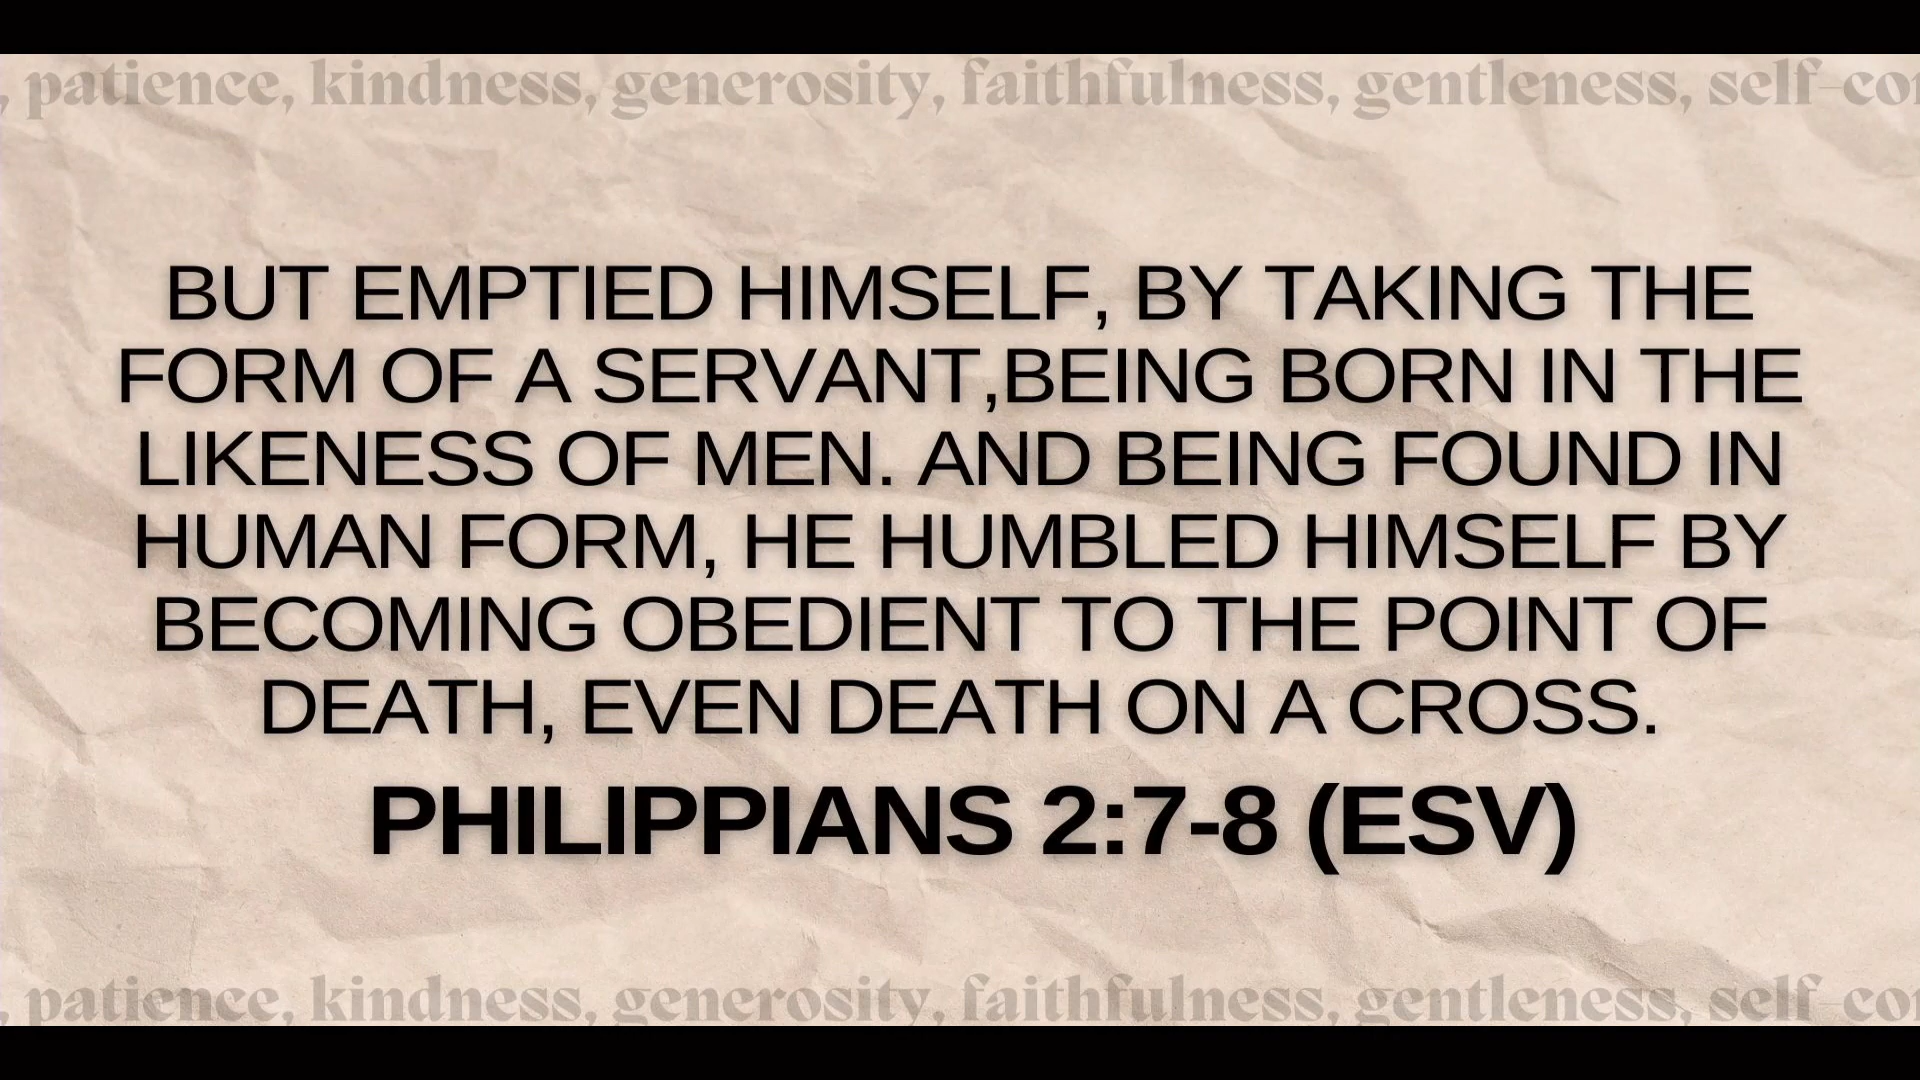 , patience, kindness, generosity, faithfulness, gentleness, self-con
BUT EMPTIED HIMSELF, BY TAKING THE
FORM OF A SERVANT,BEING BORN IN THE
LIKENESS OF MEN. AND BEING FOUND IN
HUMAN FORM, HE HUMBLED HIMSELF BY
BECOMING OBEDIENT TO THE POINT OF
DEATH, EVEN DEATH ON A CROSS.
PHILIPPIANS 2:7-8 (ESV)
patience, kindness, generosity, faithfulness, gentleness, self-con